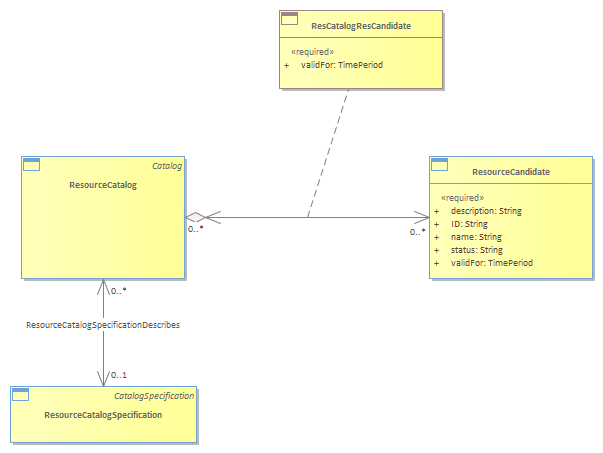 ResCatalogResCandidate
«required»
+ validFor: TimePeriod
Catalog
ResourceCatalog
ResourceCandidate
«required»
+ description: String
+ ID: String
+ name: String
+ status: String
+ validFor: TimePeriod
0..*
0..*
0..*
ResourceCatalogSpecificationDescribes
0..1
CatalogSpecification
ResourceCatalogSpecification